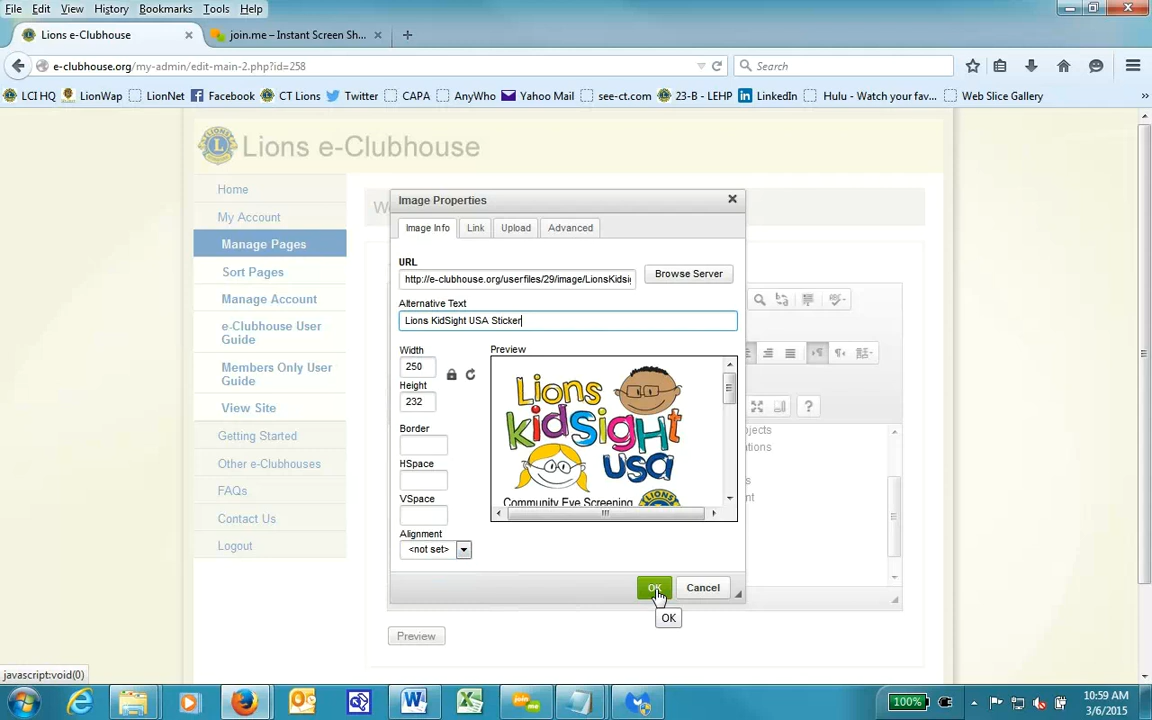 File Edit View History Bookmarks Tools Help
Lions e-Clubhouse × join.me – Instant Screen Sh... × +
e-clubhouse.org/my-admin/edit-main-2.php?id=258 Search
LCI HQ LionWap LionNet Facebook CT Lions Twitter CAPA AnyWho Yahoo Mail see-ct.com 23-B - LEHP LinkedIn Hulu - Watch your fav... Web Slice Gallery »
Lions e-Clubhouse
Home
My Account
Manage Pages
Sort Pages
Manage Account
e-Clubhouse User
Guide
Members Only User
Guide
View Site
Getting Started
Other e-Clubhouses
FAQs
Contact Us
Logout
Image Properties
Image Info Link Upload Advanced
URL
http://e-clubhouse.org/userfiles/29/image/LionsKidsi
Browse Server
Alternative Text
Lions KidSight USA Sticker
Width
250
Height
232
Border
HSpace
VSpace
Alignment
<not set>
Preview
Lions
kidSight
usa
Community Eye Screening
OK Cancel
OK
Preview
javascript:void(0)
100%
10:59 AM
3/6/2015